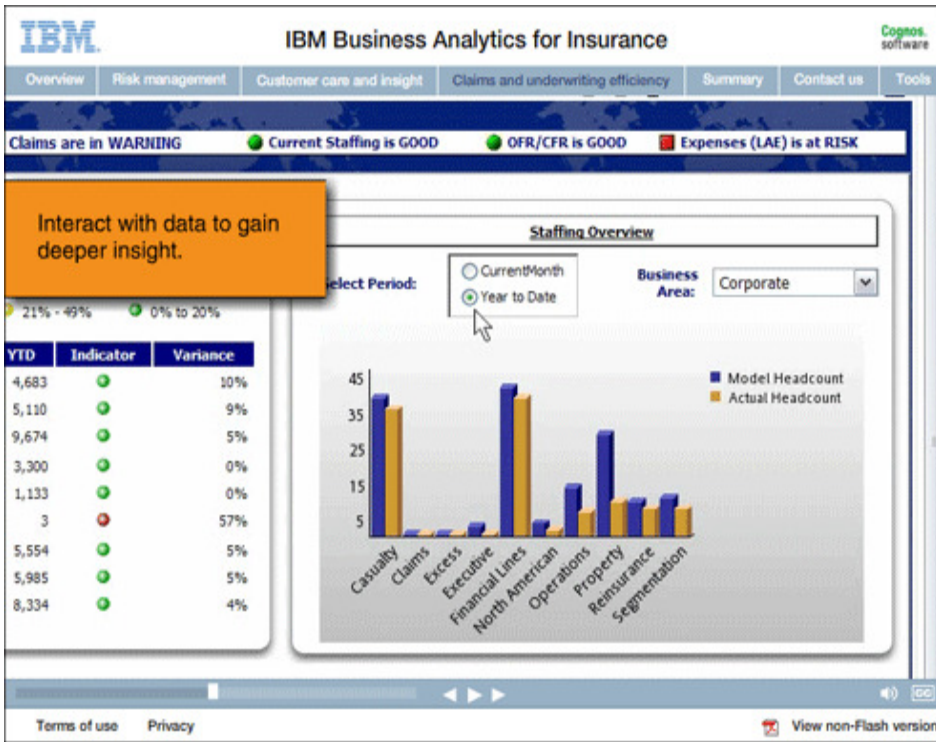 IBM.
IBM Business Analytics for Insurance
Cognos.
software
Overview
Risk management
Customer care and insight
Claims and underwriting efficiency
Summary
Contact us
Tools
Claims are in WARNING
Current Staffing is GOOD
OFR/CFR is GOOD
Expenses (LAE) is at RISK
Interact with data to gain
deeper insight.
21% - 49%
0% to 20%
YTD Indicator Variance
4,683 10%
5,110 9%
9,674 5%
3,300 0%
1,133 0%
3 57%
5,554 5%
5,985 5%
8,334 4%
Staffing Overview
Select Period:
CurrentMonth
Year to Date
Business
Area:
Corporate
Model Headcount
Actual Headcount
45
35
25
15
5
Casualty
Claims
Excess
Executive
Financial Lines
North American
Operations
Property
Reinsurance
Segmentation
CC
Terms of use
Privacy
View non-Flash version